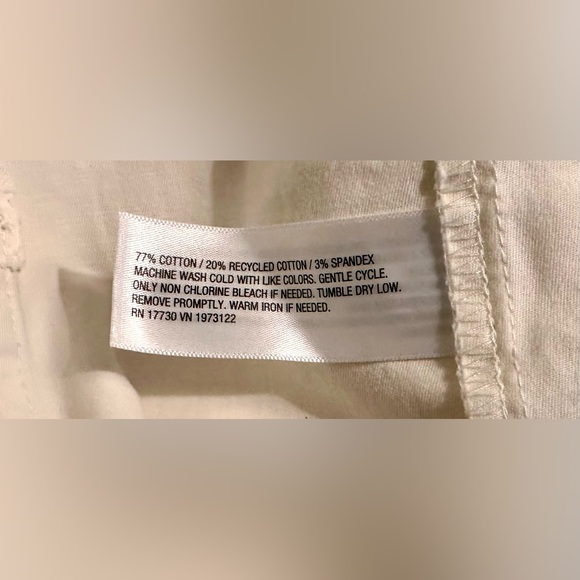 77% COTTON / 20% RECYCLED COTTON / 3% SPANDEX
MACHINE WASH COLD WITH LIKE COLORS. GENTLE CYCLE.
ONLY NON CHLORINE BLEACH IF NEEDED. TUMBLE DRY LOW.
REMOVE PROMPTLY. WARM IRON IF NEEDED.
RN 17730 VN 1973122